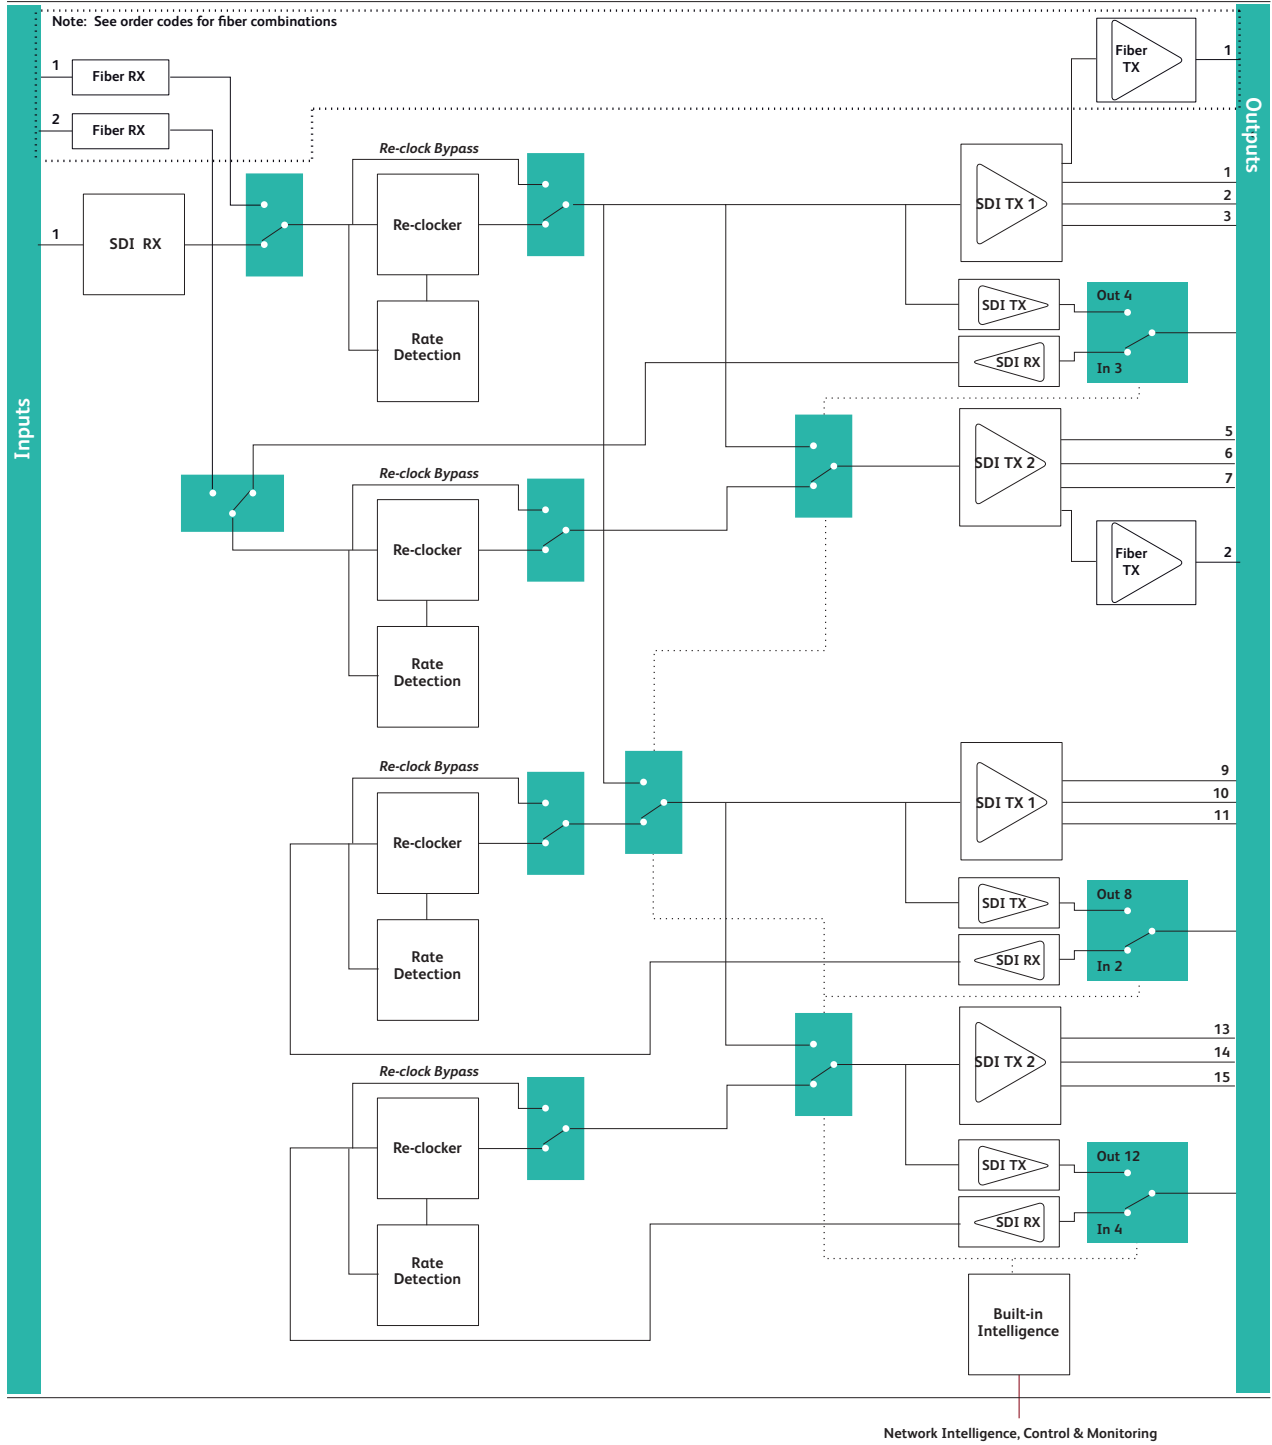 Note: See order codes for fiber combinations
1
Fiber RX
2
Fiber RX
1
SDI RX
Inputs
Re-clock Bypass
Re-clocker
Rate
Detection
Fiber
TX
1
Outputs
SDI TX 1
1
2
3
SDI TX
Out 4
SDI RX
In 3
Re-clock Bypass
Re-clocker
Rate
Detection
SDI TX 2
5
6
7
Fiber
TX
2
Re-clock Bypass
Re-clocker
Rate
Detection
SDI TX 1
9
10
11
SDI TX
Out 8
SDI RX
In 2
Re-clock Bypass
Re-clocker
Rate
Detection
SDI TX 2
13
14
15
SDI TX
Out 12
SDI RX
In 4
Built-in
Intelligence
Network Intelligence, Control & Monitoring